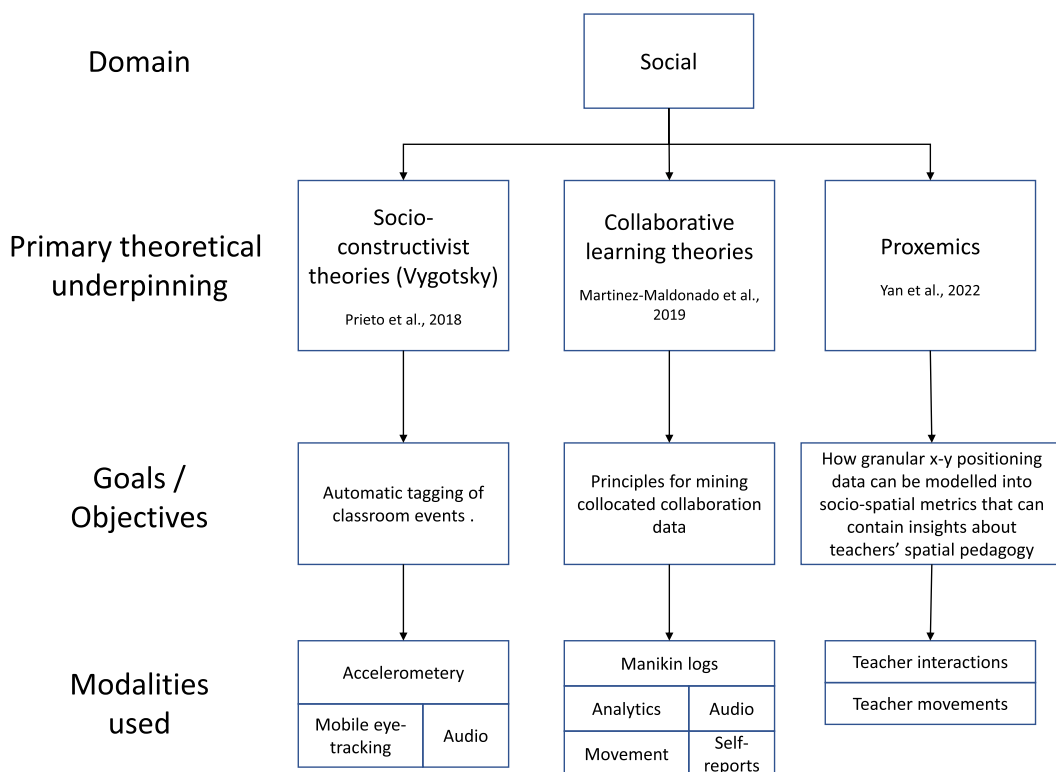 Domain
Social
Primary theoretical
underpinning
Socio-
constructivist
theories (Vygotsky)
Prieto et al., 2018
Collaborative
learning theories
Martinez-Maldonado et al.,
2019
Proxemics
Yan et al., 2022
Goals /
Objectives
Automatic tagging of
classroom events .
Principles for mining
collocated collaboration
data
How granular x-y positioning
data can be modelled into
socio-spatial metrics that can
contain insights about
teachers’ spatial pedagogy
Modalities
used
Accelerometery
Mobile eye-
tracking
Audio
Manikin logs
Analytics
Audio
Movement
Self-
reports
Teacher interactions
Teacher movements